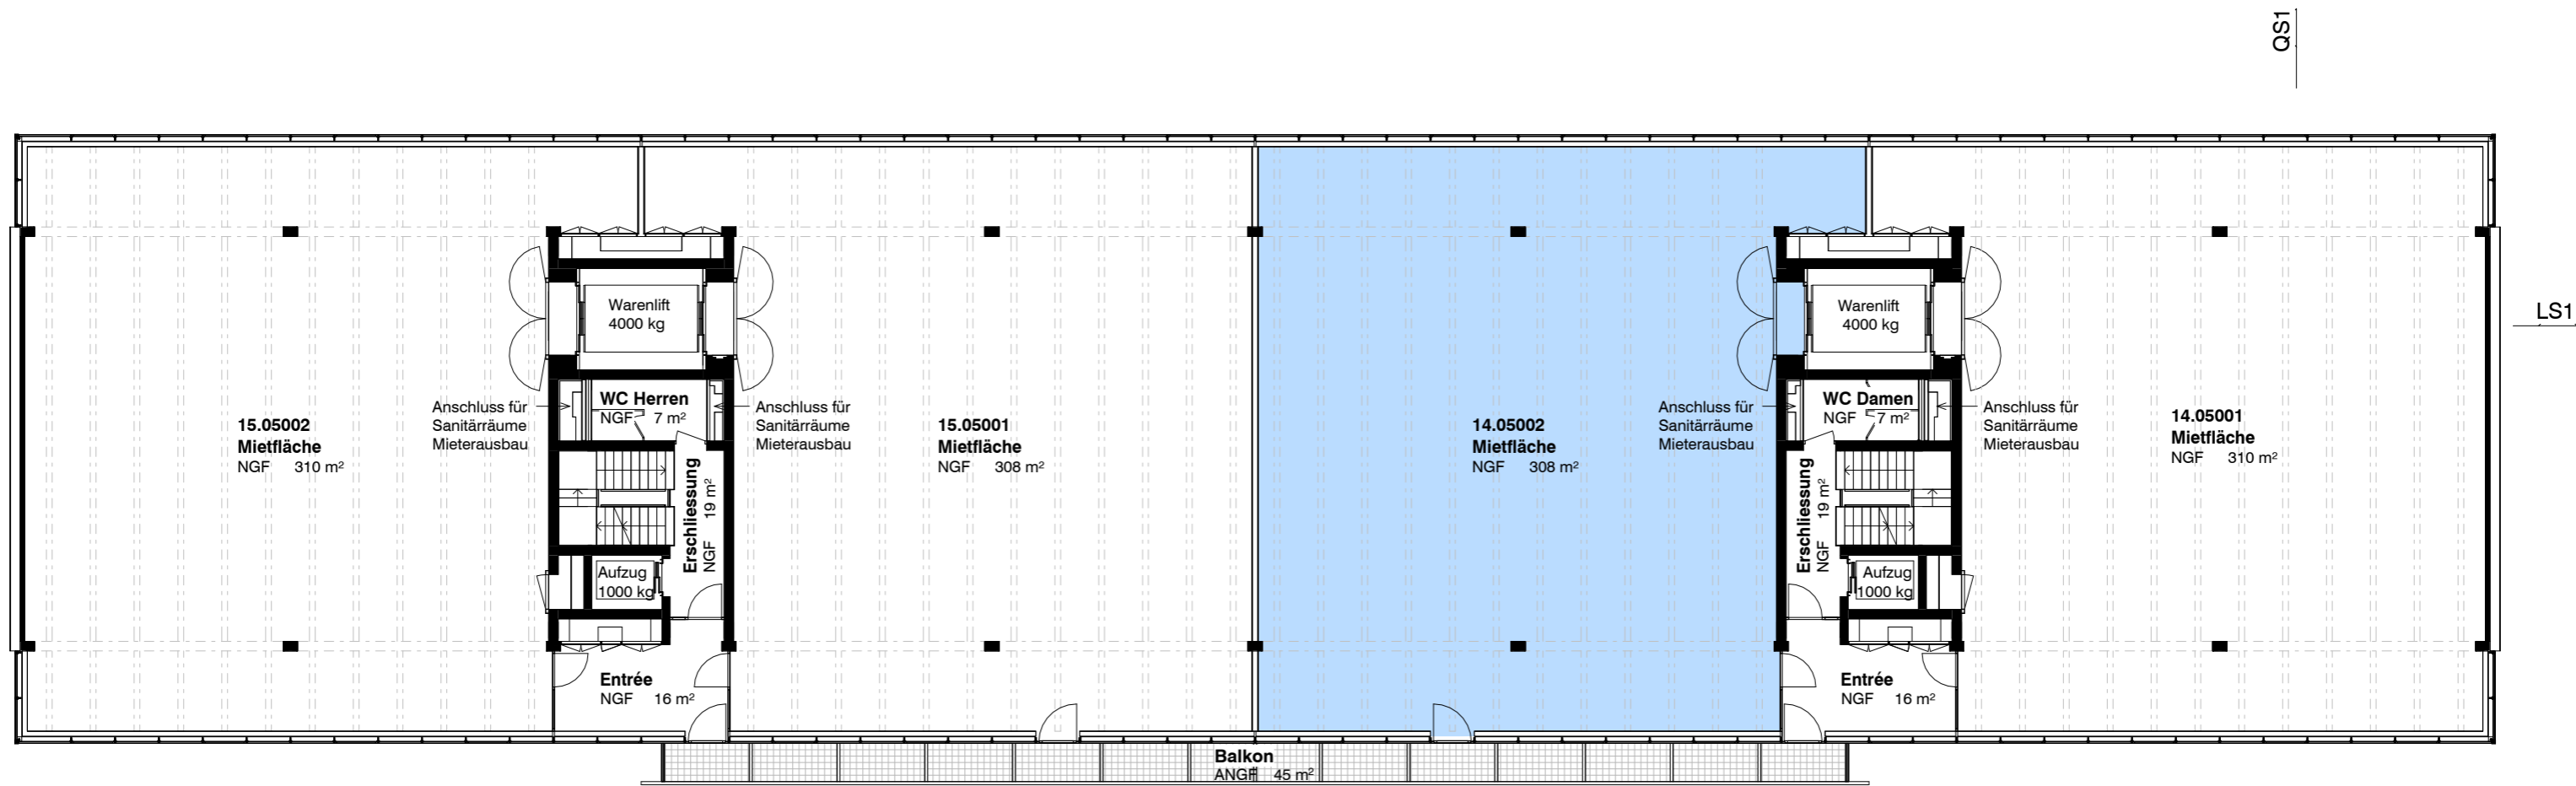 QS1
LS1
15.05002
Mietfläche
NGF 310 m²
Anschluss für
Sanitärräume
Mieterausbau
Warenlift
4000 kg
WC Herren
NGF 7 m²
Erschliessung
NGF 19 m²
Aufzug
1000 kg
Entrée
NGF 16 m²
Anschluss für
Sanitärräume
Mieterausbau
15.05001
Mietfläche
NGF 308 m²
Balkon
ANGF 45 m²
14.05002
Mietfläche
NGF 308 m²
Anschluss für
Sanitärräume
Mieterausbau
Warenlift
4000 kg
WC Damen
NGF 7 m²
Erschliessung
NGF 19 m²
Aufzug
1000 kg
Entrée
NGF 16 m²
Anschluss für
Sanitärräume
Mieterausbau
14.05001
Mietfläche
NGF 310 m²